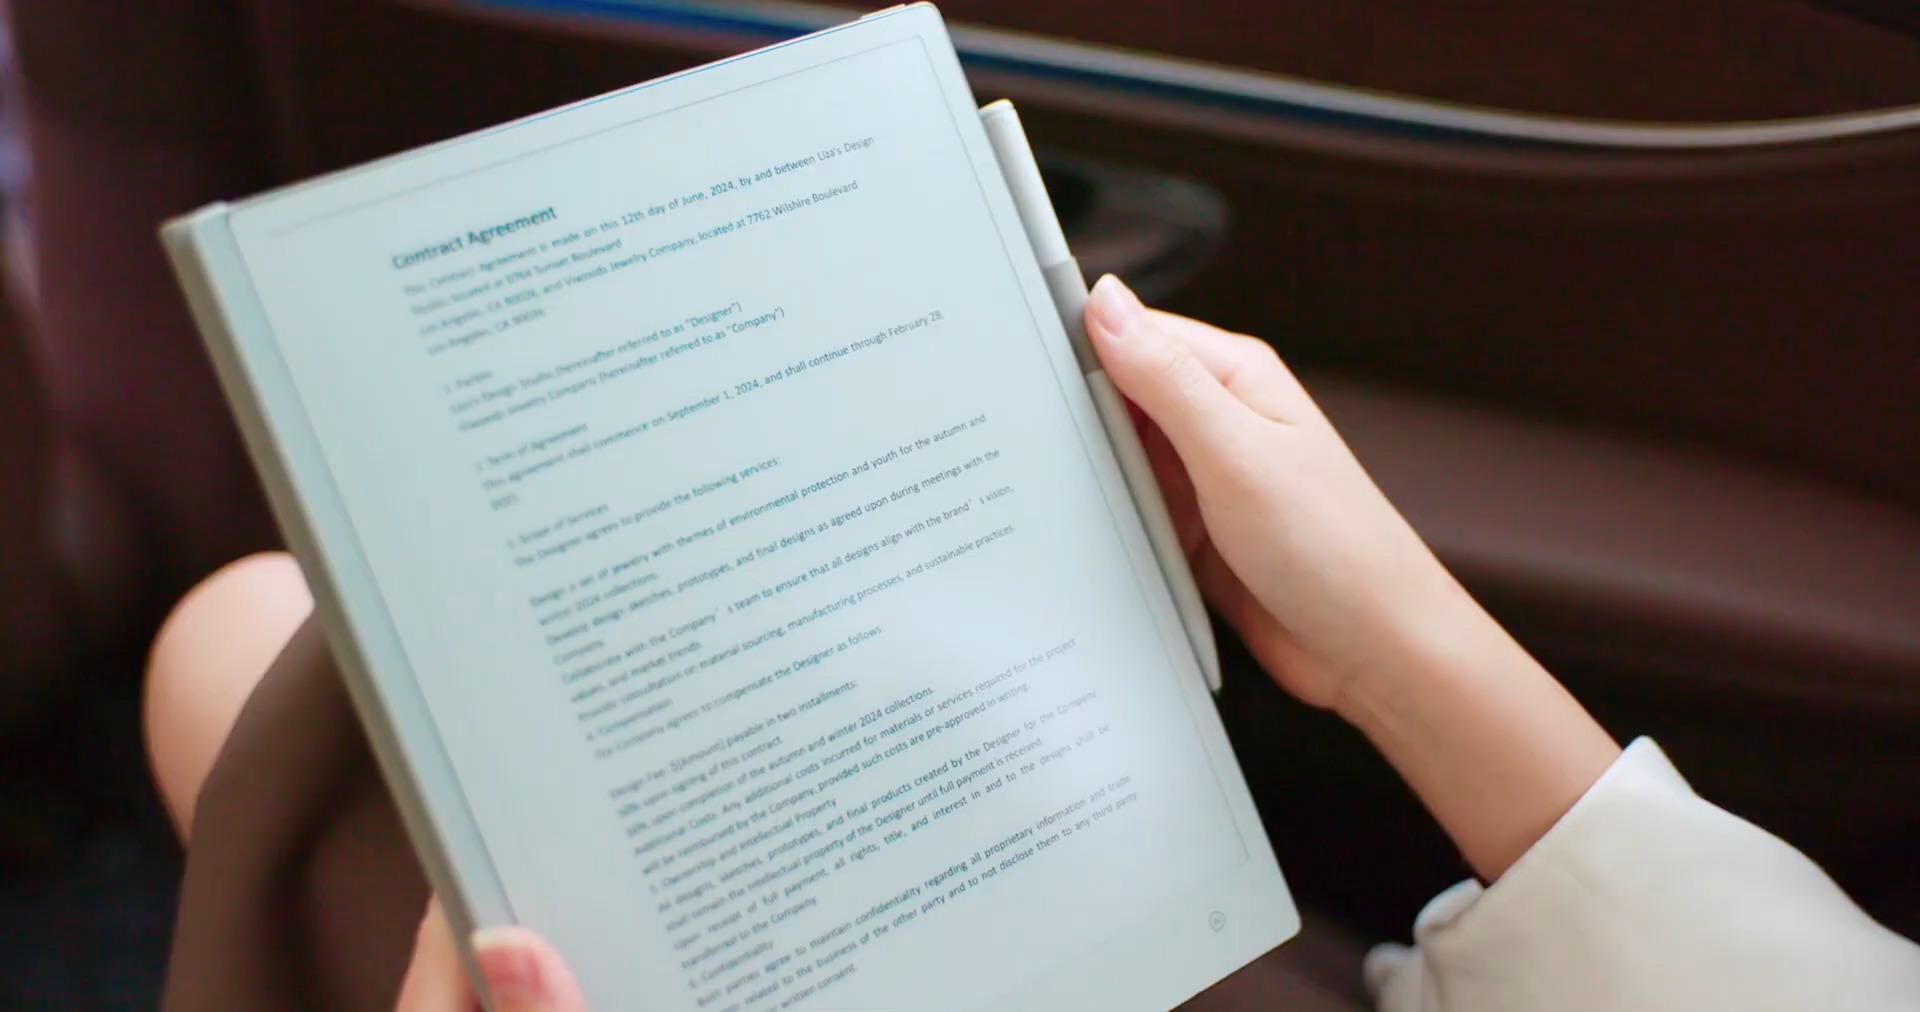 Contract Agreement
This Contract Agreement is made on this 12th day of June, 2024, by and between Liza's Design
Studio, located at Sunset Boulevard
Los Angeles, CA 90028, and Viwoods Jewelry Company, located at 7762 Wilshire Boulevard
Los Angeles, CA
1. Parties
Design Studio (hereinafter referred to as "Designer")
Viwoods Jewelry Company (hereinafter referred to as "Company")
2. Term of Agreement
This agreement shall commence on September 1, 2024, and shall continue through February 28,
2025.
3. Scope of Services
The Designer agrees to provide the following services:
Design a set of jewelry with themes of environmental protection and youth for the autumn and
winter 2024 collections.
Develop design sketches, prototypes, and final designs as agreed upon during meetings with the
Company.
Collaborate with the Company's team to ensure that all designs align with the brand's vision,
values, and market trends.
Provide consultation on material sourcing, manufacturing processes, and sustainable practices.
4. Compensation
The Company agrees to compensate the Designer as follows:
Design Fee: $[Amount] payable in two installments:
50% upon signing of this contract.
50% upon completion of the autumn and winter 2024 collections.
Additional Costs: Any additional costs incurred for materials or services required for the project
will be reimbursed by the Company, provided such costs are pre-approved in writing.
5. Ownership and Intellectual Property
All designs, sketches, prototypes, and final products created by the Designer for the Company
shall remain the intellectual property of the Designer until full payment is received.
Upon receipt of full payment, all rights, title, and interest in and to the designs shall be
transferred to the Company.
6. Confidentiality
Both parties agree to maintain confidentiality regarding all proprietary information and trade
related to the business of the other party and to not disclose them to any third party
written consent.
AI